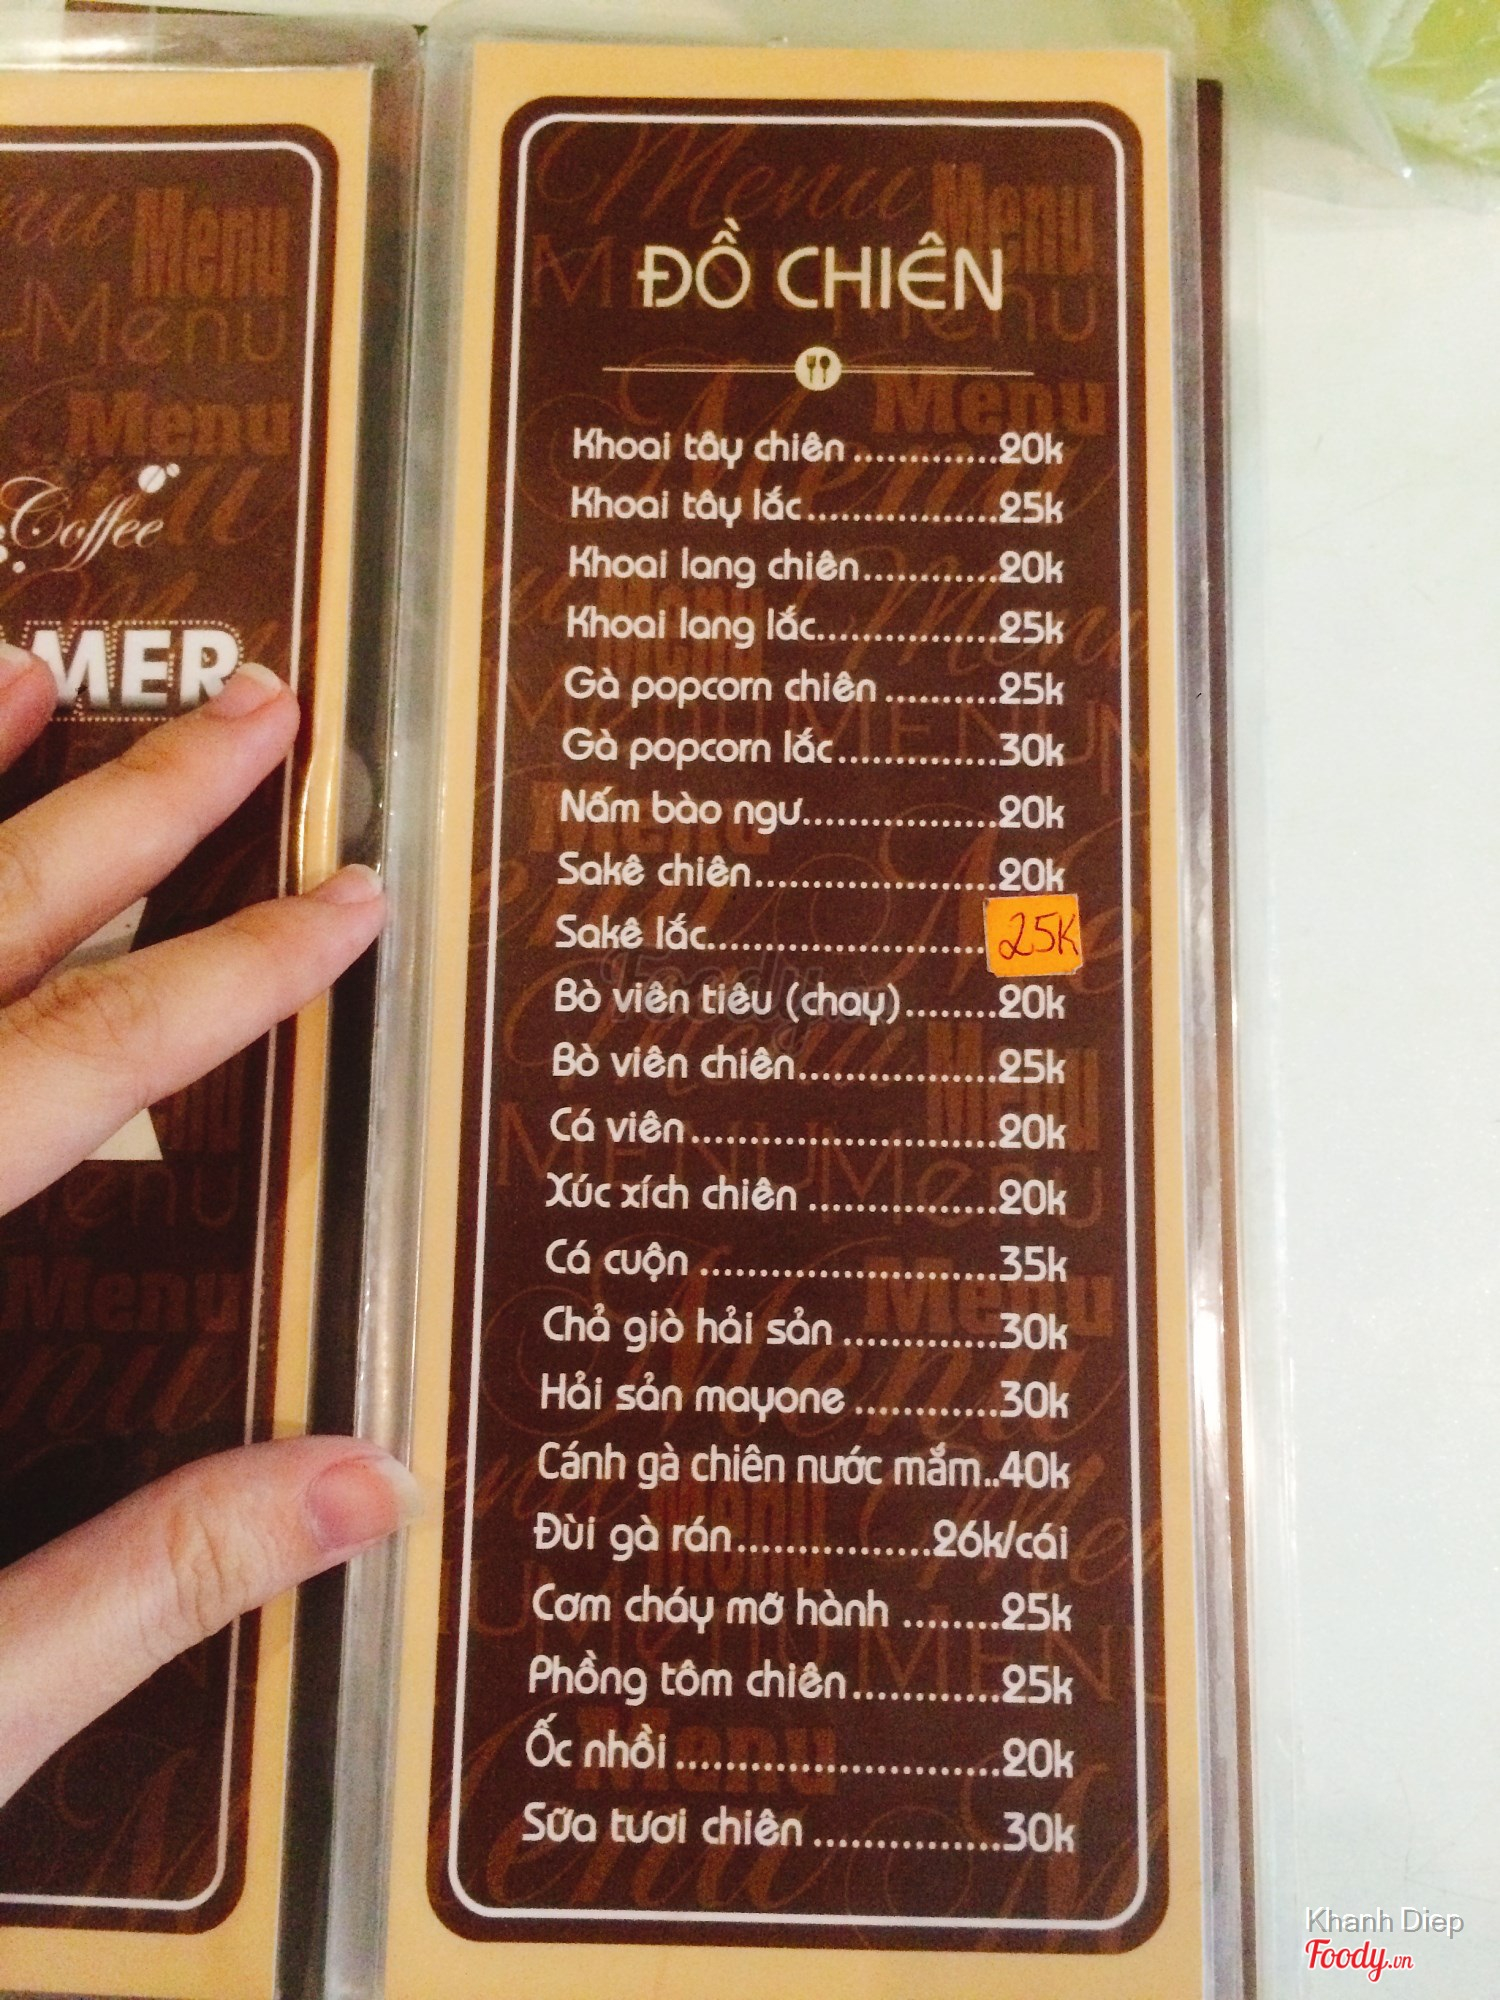 Coffee
MER
ĐỒ CHIÊN
Khoai tây chiên .............20k
Khoai tây lắc.................25k
Khoai lang chiên............20k
Khoai lang lắc................25k
Gà popcorn chiên ..........25k
Gà popcorn lắc..............30k
Nấm bào ngư.................20k
Sakê chiên.....................20k
Sakê lắc........................25K
Bò viên tiêu (chay)........20k
Bò viên chiên.................25k
Cá viên..........................20k
Xúc xích chiên ................20k
Cá cuộn .........................35k
Chả giò hải sản .............30k
Hải sản mayone ............30k
Cánh gà chiên nước mắm..40k
Đùi gà rán................26k/cái
Cơm cháy mỡ hành ........25k
Phồng tôm chiên.............25k
Ốc nhồi ...........................20k
Sữa tươi chiên ................30k
Khanh Diep
Foody.vn